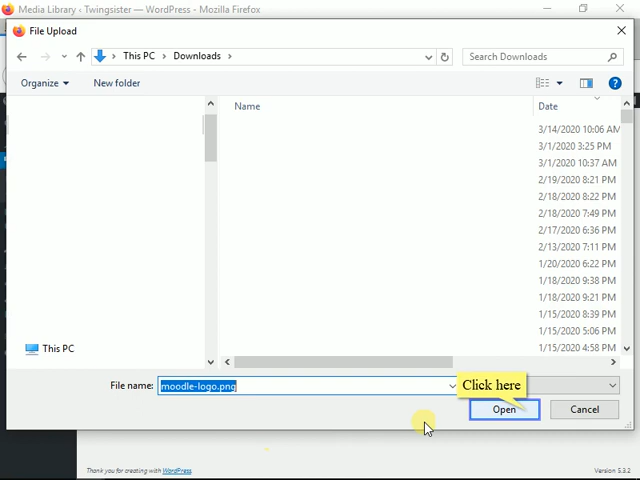 Media Library ‹ Twingsister — WordPress - Mozilla Firefox
File Upload
This PC > Downloads >
Search Downloads
Organize
New folder
Name
Date
3/14/2020 10:06 AM
3/1/2020 3:25 PM
3/1/2020 10:37 AM
2/19/2020 8:21 PM
2/18/2020 8:22 PM
2/18/2020 7:49 PM
2/17/2020 6:36 PM
2/13/2020 7:11 PM
1/20/2020 6:22 PM
1/18/2020 9:38 PM
1/18/2020 9:21 PM
1/15/2020 8:39 PM
1/15/2020 5:06 PM
1/15/2020 4:58 PM
This PC
File name:
moodle-logo.png
Click here
Open
Cancel
Thank you for creating with WordPress
Version 5.3.2